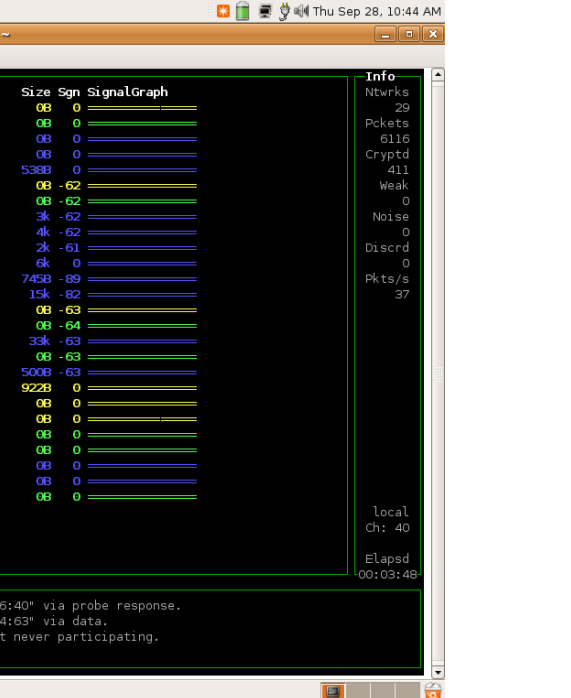 Thu Sep 28, 10:44 AM
~
Info
Size Sgn SignalGraph
Ntwrks
0B 0
29
0B 0
Pckets
0B 0
6116
0B 0
Cryptd
538B 0
411
0B -62
Weak
0B -62
0
3k -62
Noise
4k -62
0
2k -61
Discrd
6k 0
0
745B -89
Pkts/s
15k -82
37
0B -63
0B -64
33k -63
0B -63
500B -63
922B 0
0B 0
0B 0
0B 0
0B 0
0B 0
0B 0
0B 0
local
Ch: 40
Elapsd
00:03:48
6:40" via probe response.
4:63" via data.
t never participating.